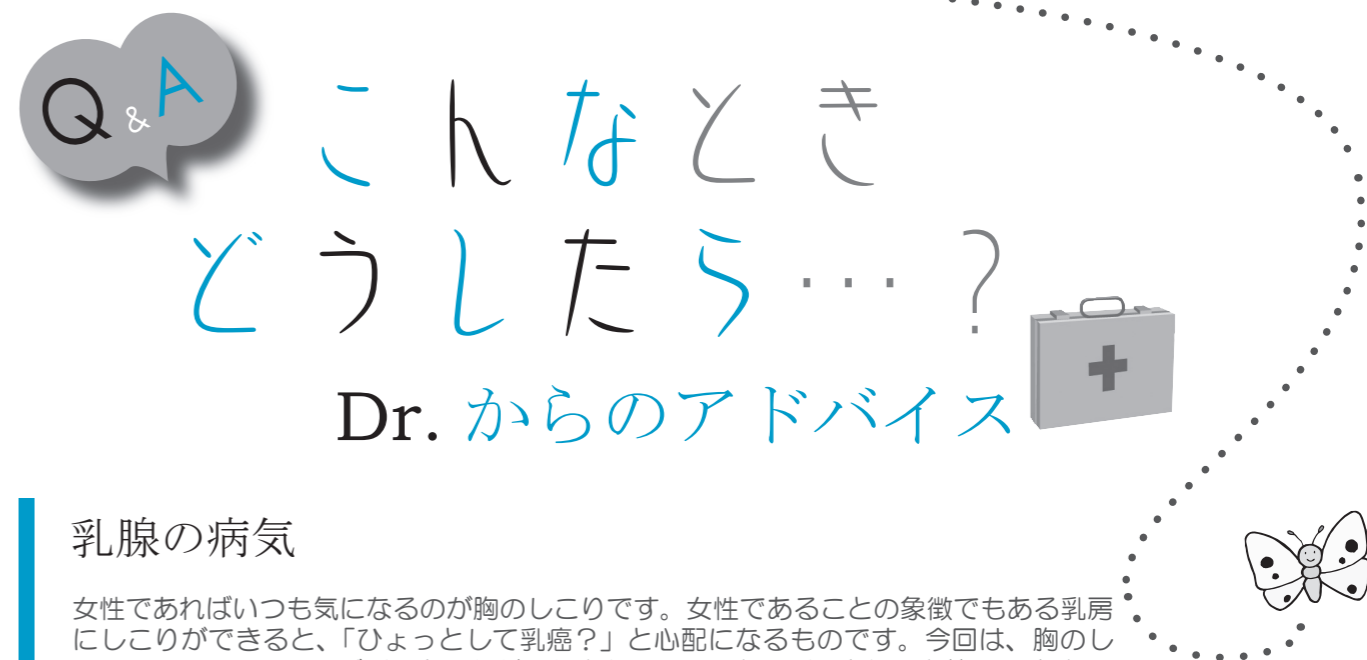 Q & A
こんなとき
どうしたら…?
Dr. からのアドバイス
乳腺の病気
女性であればいつも気になるのが胸のしこりです。女性であることの象徴でもある乳房
にしこりができると、「ひょっとして乳癌？」と心配になるものです。今回は、胸のし